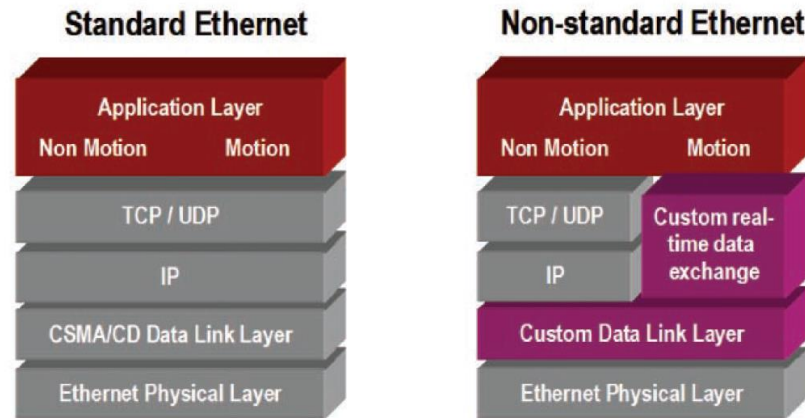 Standard Ethernet
Application Layer
Non Motion Motion
TCP / UDP
IP
CSMA/CD Data Link Layer
Ethernet Physical Layer
Non-standard Ethernet
Application Layer
Non Motion Motion
TCP / UDP
IP
Custom real-
time data
exchange
Custom Data Link Layer
Ethernet Physical Layer